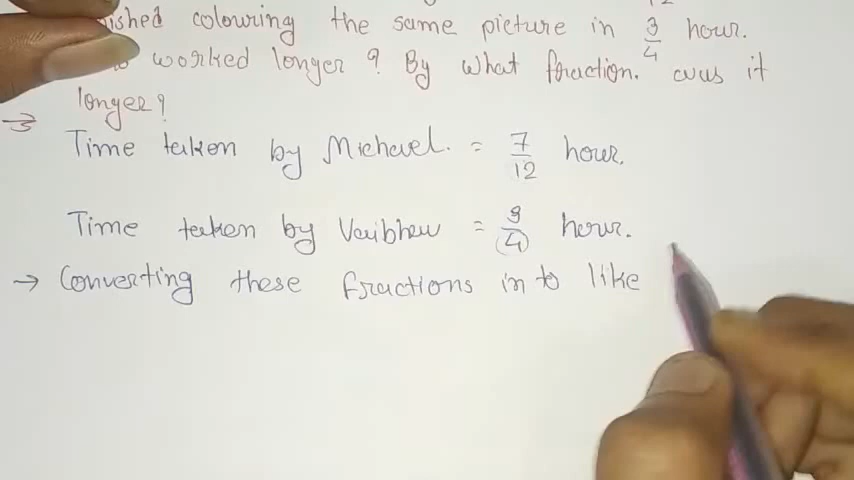 colouring the same picture in 3/4 hour.
worked longer ? By what fraction. was it
longer?
→ Time taken by Michael. = 7/12 hour.
Time taken by Vaibhav = 3/4 hour.
→ Converting these fractions in to like